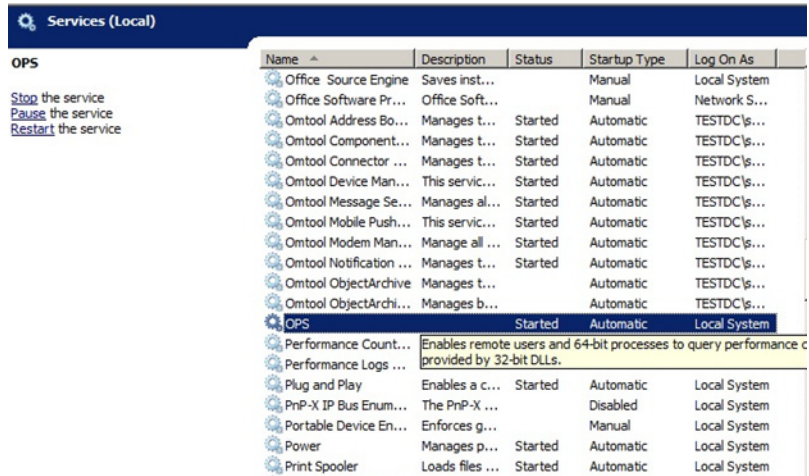 Services (Local)
OPS
Stop the service
Pause the service
Restart the service
Name Description Status Startup Type Log On As
Office Source Engine Saves inst... Manual Local System
Office Software Pr... Office Soft... Manual Network S...
Omtool Address Bo... Manages t... Started Automatic TESTDC\s...
Omtool Component... Manages t... Started Automatic TESTDC\s...
Omtool Connector ... Manages t... Started Automatic TESTDC\s...
Omtool Device Man... This servic... Started Automatic TESTDC\s...
Omtool Message Se... Manages al... Started Automatic TESTDC\s...
Omtool Mobile Push... This servic... Started Automatic TESTDC\s...
Omtool Modem Man... Manage all ... Started Automatic TESTDC\s...
Omtool Notification ... Manages t... Started Automatic TESTDC\s...
Omtool ObjectArchive Manages t... Automatic TESTDC\s...
Omtool ObjectArchi... Manages b... Automatic TESTDC\s...
OPS Started Automatic Local System
Performance Count... Enables remote users and 64-bit processes to query performance c
Performance Logs ... provided by 32-bit DLLs.
Plug and Play Enables a c... Started Automatic Local System
PnP-X IP Bus Enum... The PnP-X ... Disabled Local System
Portable Device En... Enforces g... Manual Local System
Power Manages p... Started Automatic Local System
Print Spooler Loads files ... Started Automatic Local System